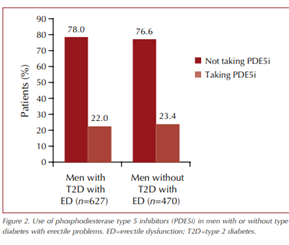 90
80
70
60
50
40
30
20
10
0
Patients (%)
78.0
22.0
76.6
23.4
Not taking PDE5i
Taking PDE5i
Men with
T2D with
ED (n=627)
Men without
T2D with
ED (n=470)
Figure 2. Use of phosphodiesterase type 5 inhibitors (PDE5i) in men with or without type
diabetes with erectile problems. ED=erectile dysfunction; T2D=type 2 diabetes.